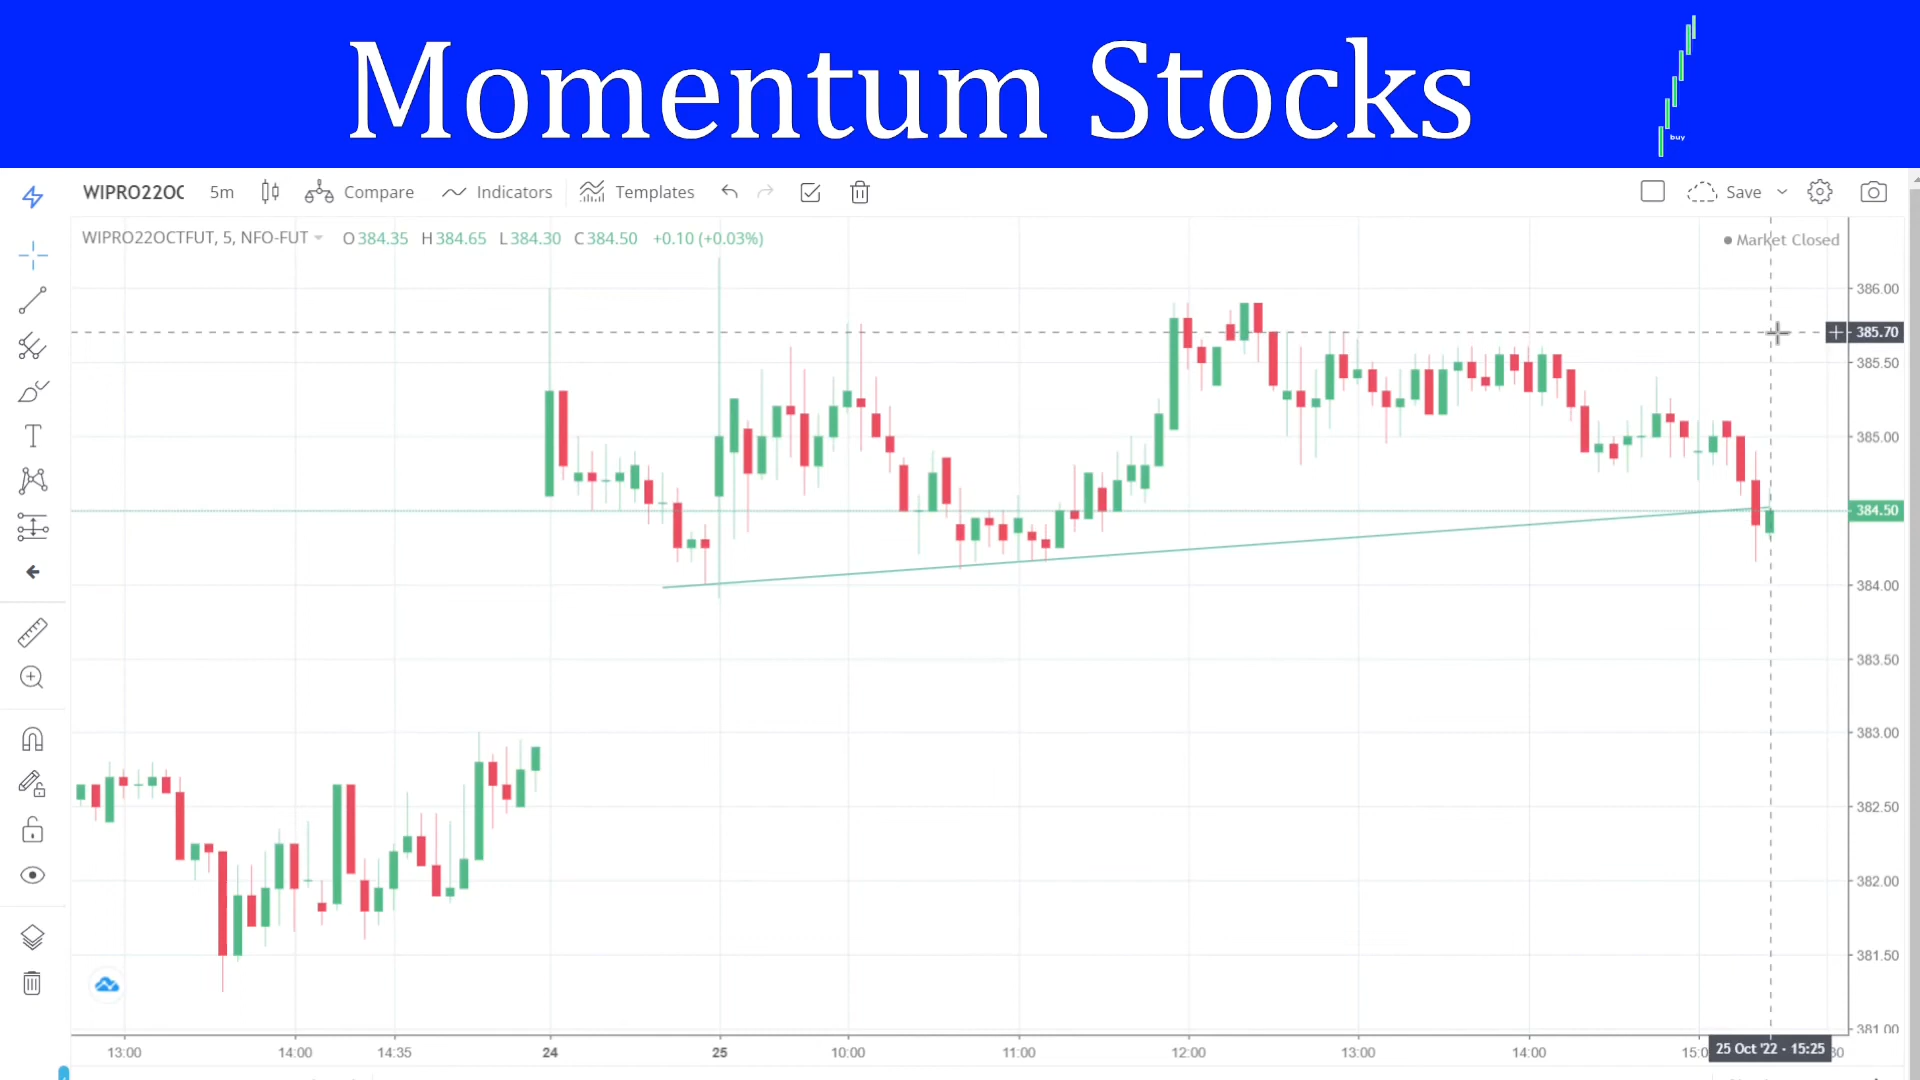 Momentum Stocks
buy
WIPRO22OC 5m Compare Indicators Templates Save
WIPRO22OCTFUT, 5, NFO-FUT O384.35 H384.65 L384.30 C384.50 +0.10 (+0.03%)
Market Closed
386.00
385.70
385.50
385.00
384.50
384.00
383.50
383.00
382.50
382.00
381.50
381.00
13:00 14:00 14:35 24 25 10:00 11:00 12:00 13:00 14:00 15:0 25 Oct '22 - 15:25 30